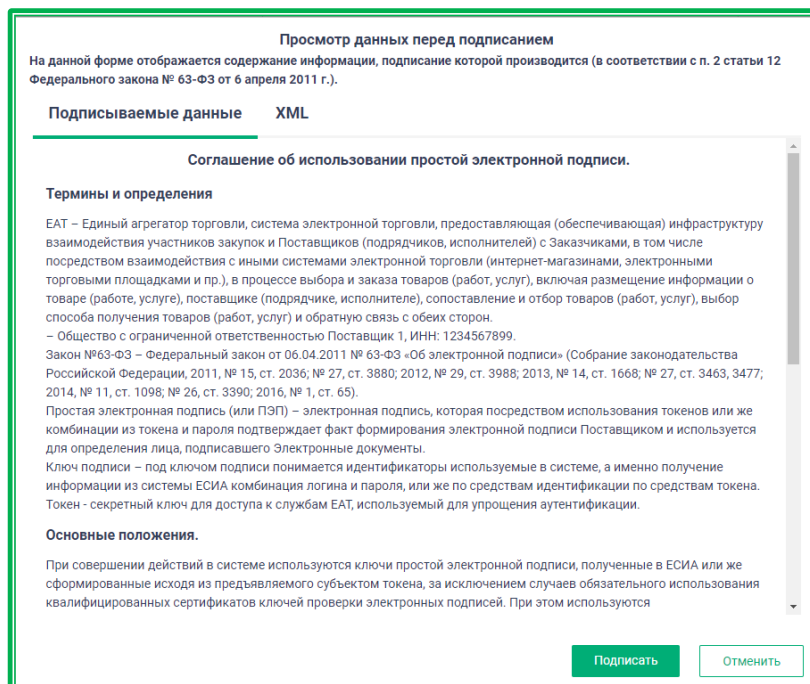 Просмотр данных перед подписанием
На данной форме отображается содержание информации, подписание которой производится (в соответствии с п. 2 статьи 12
Федерального закона № 63-ФЗ от 6 апреля 2011 г.).
Подписываемые данные XML
Соглашение об использовании простой электронной подписи.
Термины и определения
ЕАТ – Единый агрегатор торговли, система электронной торговли, предоставляющая (обеспечивающая) инфраструктуру
взаимодействия участников закупок и Поставщиков (подрядчиков, исполнителей) с Заказчиками, в том числе
посредством взаимодействия с иными системами электронной торговли (интернет-магазинами, электронными
торговыми площадками и пр.), в процессе выбора и заказа товаров (работ, услуг), включая размещение информации о
товаре (работе, услуге), поставщике (подрядчике, исполнителе), сопоставление и отбор товаров (работ, услуг), выбор
способа получения товаров (работ, услуг) и обратную связь с обеих сторон.
– Общество с ограниченной ответственностью Поставщик 1, ИНН: 1234567899.
Закон №63-ФЗ – Федеральный закон от 06.04.2011 № 63-ФЗ «Об электронной подписи» (Собрание законодательства
Российской Федерации, 2011, № 15, ст. 2036; № 27, ст. 3880; 2012, № 29, ст. 3988; 2013, № 14, ст. 1668; № 27, ст. 3463, 3477;
2014, № 11, ст. 1098; № 26, ст. 3390; 2016, № 1, ст. 65).
Простая электронная подпись (или ПЭП) – электронная подпись, которая посредством использования токенов или же
комбинации из токена и пароля подтверждает факт формирования электронной подписи Поставщиком и используется
для определения лица, подписавшего Электронные документы.
Ключ подписи – под ключом подписи понимается идентификаторы используемые в системе, а именно получение
информации из системы ЕСИА комбинация логина и пароля, или же по средствам идентификации по средствам токена.
Токен - секретный ключ для доступа к службам ЕАТ, используемый для упрощения аутентификации.
Основные положения.
При совершении действий в системе используются ключи простой электронной подписи, полученные в ЕСИА или же
сформированные исходя из предъявляемого субъектом токена, за исключением случаев обязательного использования
квалифицированных сертификатов ключей проверки электронных подписей. При этом используются
Подписать Отменить